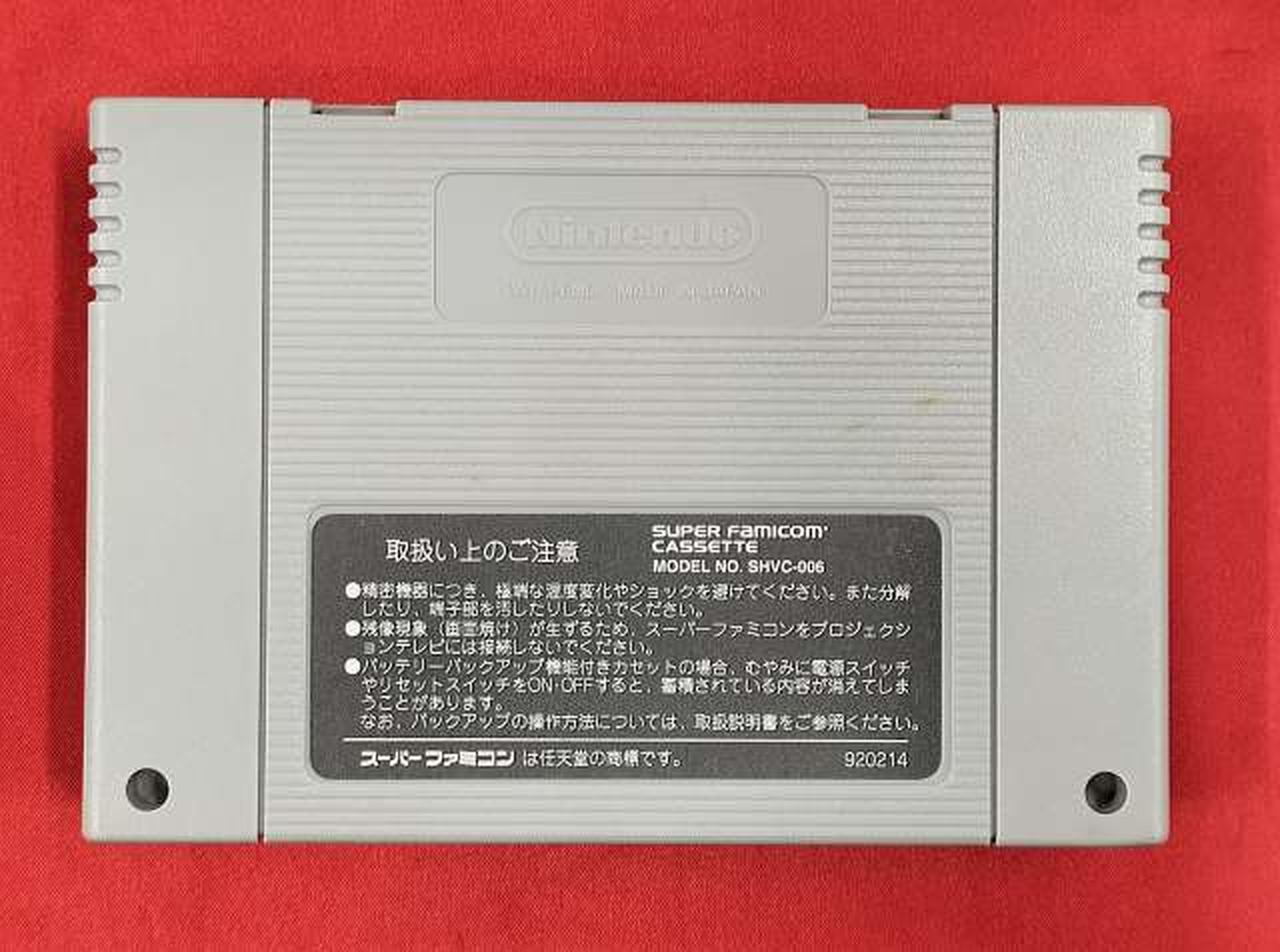 Nintendo
MADE IN JAPAN
取扱い上のご注意
SUPER FAMICOM
CASSETTE
MODEL NO. SHVC-006
●精密機器につき、極端な温度変化やショックを避けてください。また分解
したり、端子部を汚したりしないでください。
●残像現象（画面焼け）が生ずるため、スーパーファミコンをプロジェクシ
ョンテレビには接続しないでください。
●バッテリーバックアップ機能付きカセットの場合、むやみに電源スイッチ
やリセットスイッチをON・OFFすると、蓄積されている内容が消えてしま
うことがあります。
なお、バックアップの操作方法については、取扱説明書をご参照ください。
スーパーファミコンは任天堂の商標です。
920214